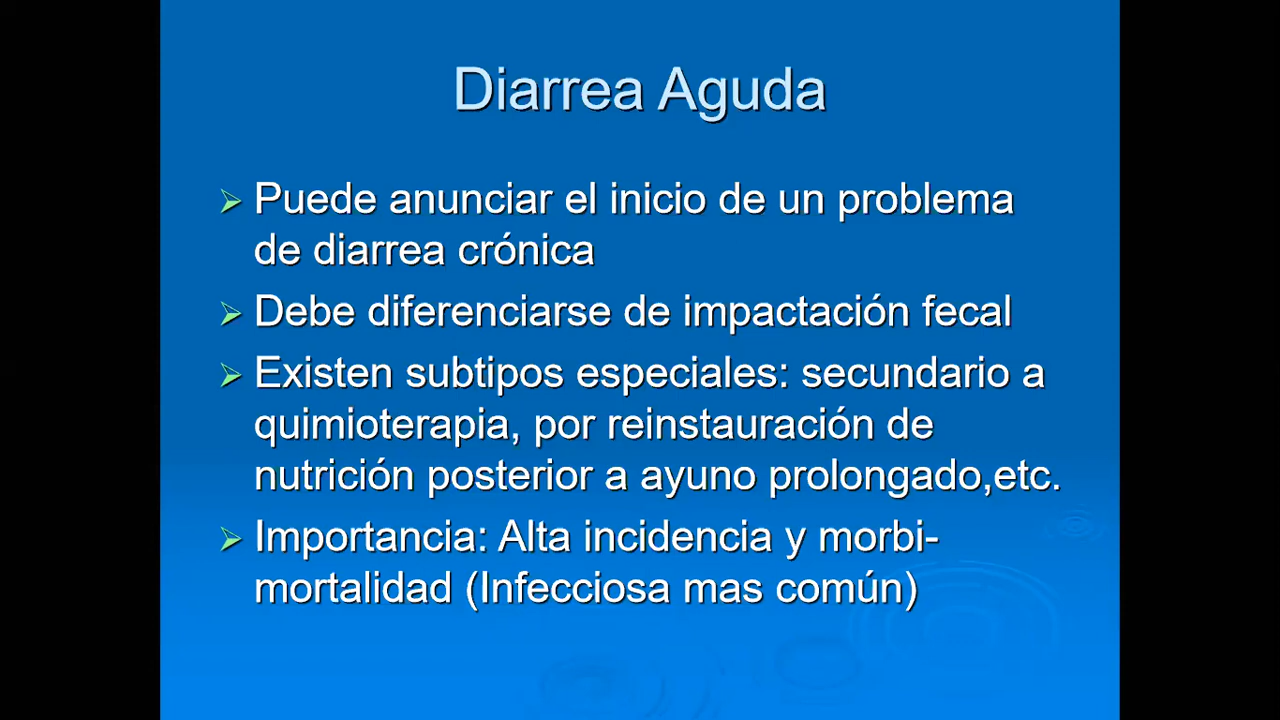 Diarrea Aguda
Puede anunciar el inicio de un problema
de diarrea crónica
Debe diferenciarse de impactación fecal
Existen subtipos especiales: secundario a
quimioterapia, por reinstauración de
nutrición posterior a ayuno prolongado,etc.
Importancia: Alta incidencia y morbi-
mortalidad (Infecciosa mas común)